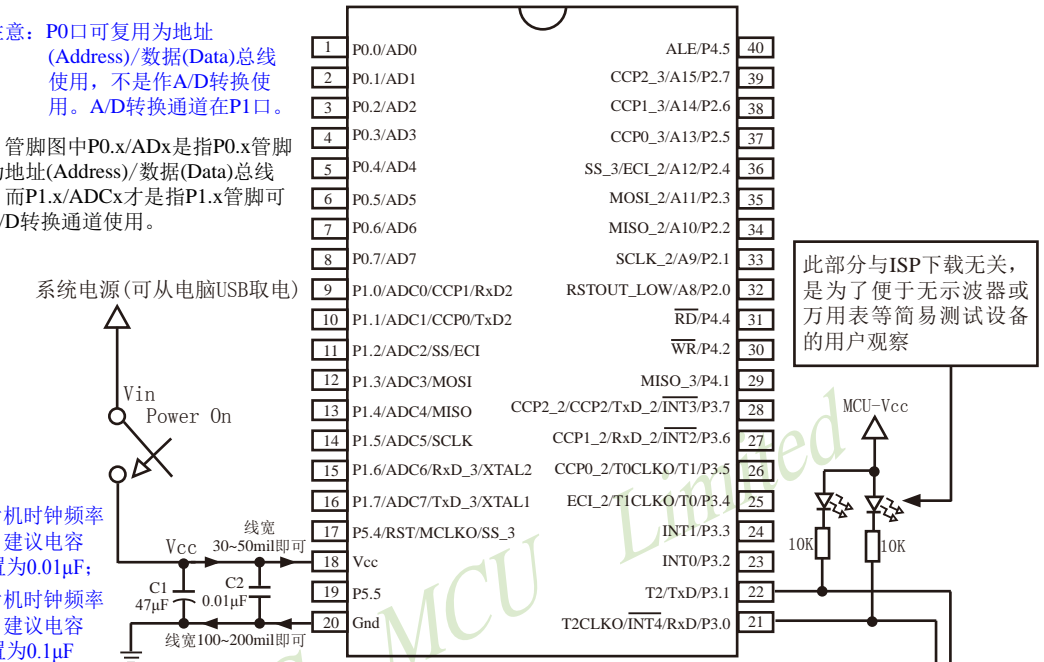 意：P0口可复用为地址
(Address)/数据(Data)总线
使用，不是作A/D转换使
用。A/D转换通道在P1口。
管脚图中P0.x/ADx是指P0.x管脚
地址(Address)/数据(Data)总线
而P1.x/ADCx才是指P1.x管脚可
/D转换通道使用。
系统电源(可从电脑USB取电)
Vin
Power On
机时钟频率
建议电容
置为0.01μF；
机时钟频率
建议电容
置为0.1μF
Vcc
线宽
30~50mil即可
C1
47μF
C2
0.01μF
线宽100~200mil即可
1 P0.0/AD0
2 P0.1/AD1
3 P0.2/AD2
4 P0.3/AD3
5 P0.4/AD4
6 P0.5/AD5
7 P0.6/AD6
8 P0.7/AD7
9 P1.0/ADC0/CCP1/RxD2
10 P1.1/ADC1/CCP0/TxD2
11 P1.2/ADC2/SS/ECI
12 P1.3/ADC3/MOSI
13 P1.4/ADC4/MISO
14 P1.5/ADC5/SCLK
15 P1.6/ADC6/RxD_3/XTAL2
16 P1.7/ADC7/TxD_3/XTAL1
17 P5.4/RST/MCLKO/SS_3
18 Vcc
19 P5.5
20 Gnd
ALE/P4.5 40
CCP2_3/A15/P2.7 39
CCP1_3/A14/P2.6 38
CCP0_3/A13/P2.5 37
SS_3/ECI_2/A12/P2.4 36
MOSI_2/A11/P2.3 35
MISO_2/A10/P2.2 34
SCLK_2/A9/P2.1 33
RSTOUT_LOW/A8/P2.0 32
RD/P4.4 31
WR/P4.2 30
MISO_3/P4.1 29
CCP2_2/CCP2/TxD_2/INT3/P3.7 28
CCP1_2/RxD_2/INT2/P3.6 27
CCP0_2/T0CLKO/T1/P3.5 26
ECI_2/T1CLKO/T0/P3.4 25
INT1/P3.3 24
INT0/P3.2 23
T2/TxD/P3.1 22
T2CLKO/INT4/RxD/P3.0 21
此部分与ISP下载无关，
是为了便于无示波器或
万用表等简易测试设备
的用户观察
MCU-Vcc
10K
10K
MCU Limited